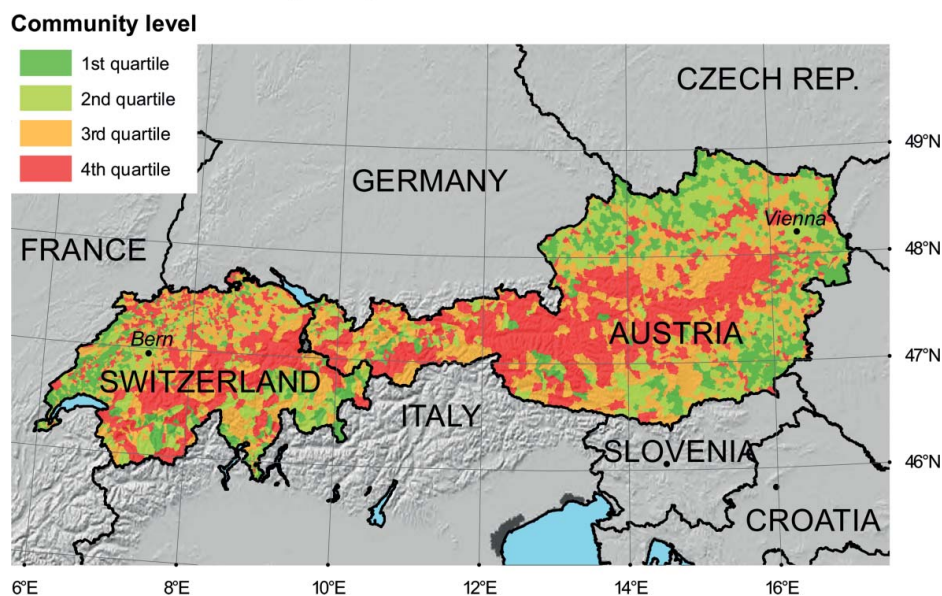 Community level
1st quartile
2nd quartile
3rd quartile
4th quartile
CZECH REP.
49°N
GERMANY
Vienna
FRANCE
48°N
Bern
AUSTRIA
47°N
SWITZERLAND
ITALY
SLOVENIA
46°N
CROATIA
6°E
8°E
10°E
12°E
14°E
16°E